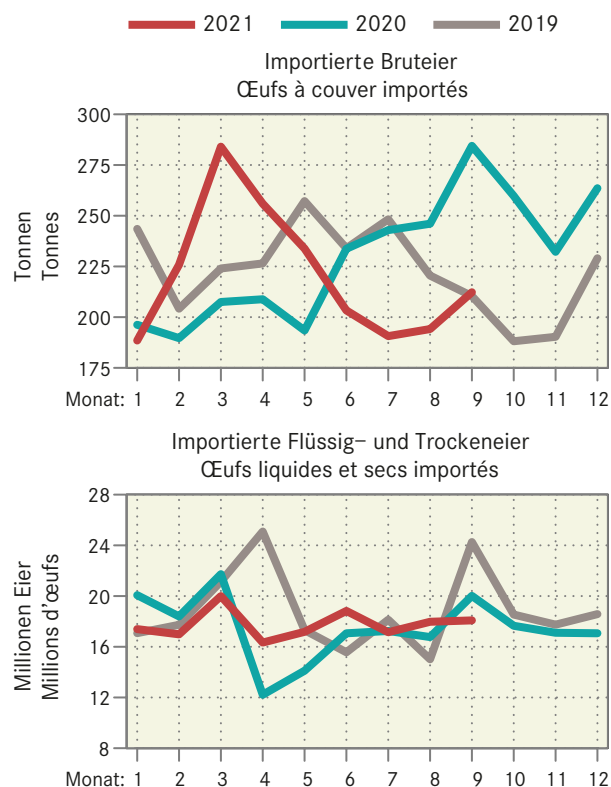 2021 2020 2019
Importierte Bruteier
Œufs à couver importés
Tonnen
Tonnes
300
275
250
225
200
175
Monat: 1 2 3 4 5 6 7 8 9 10 11 12
Importierte Flüssig– und Trockeneier
Œufs liquides et secs importés
Millionen Eier
Millions d'œufs
28
24
20
16
12
8
Monat: 1 2 3 4 5 6 7 8 9 10 11 12